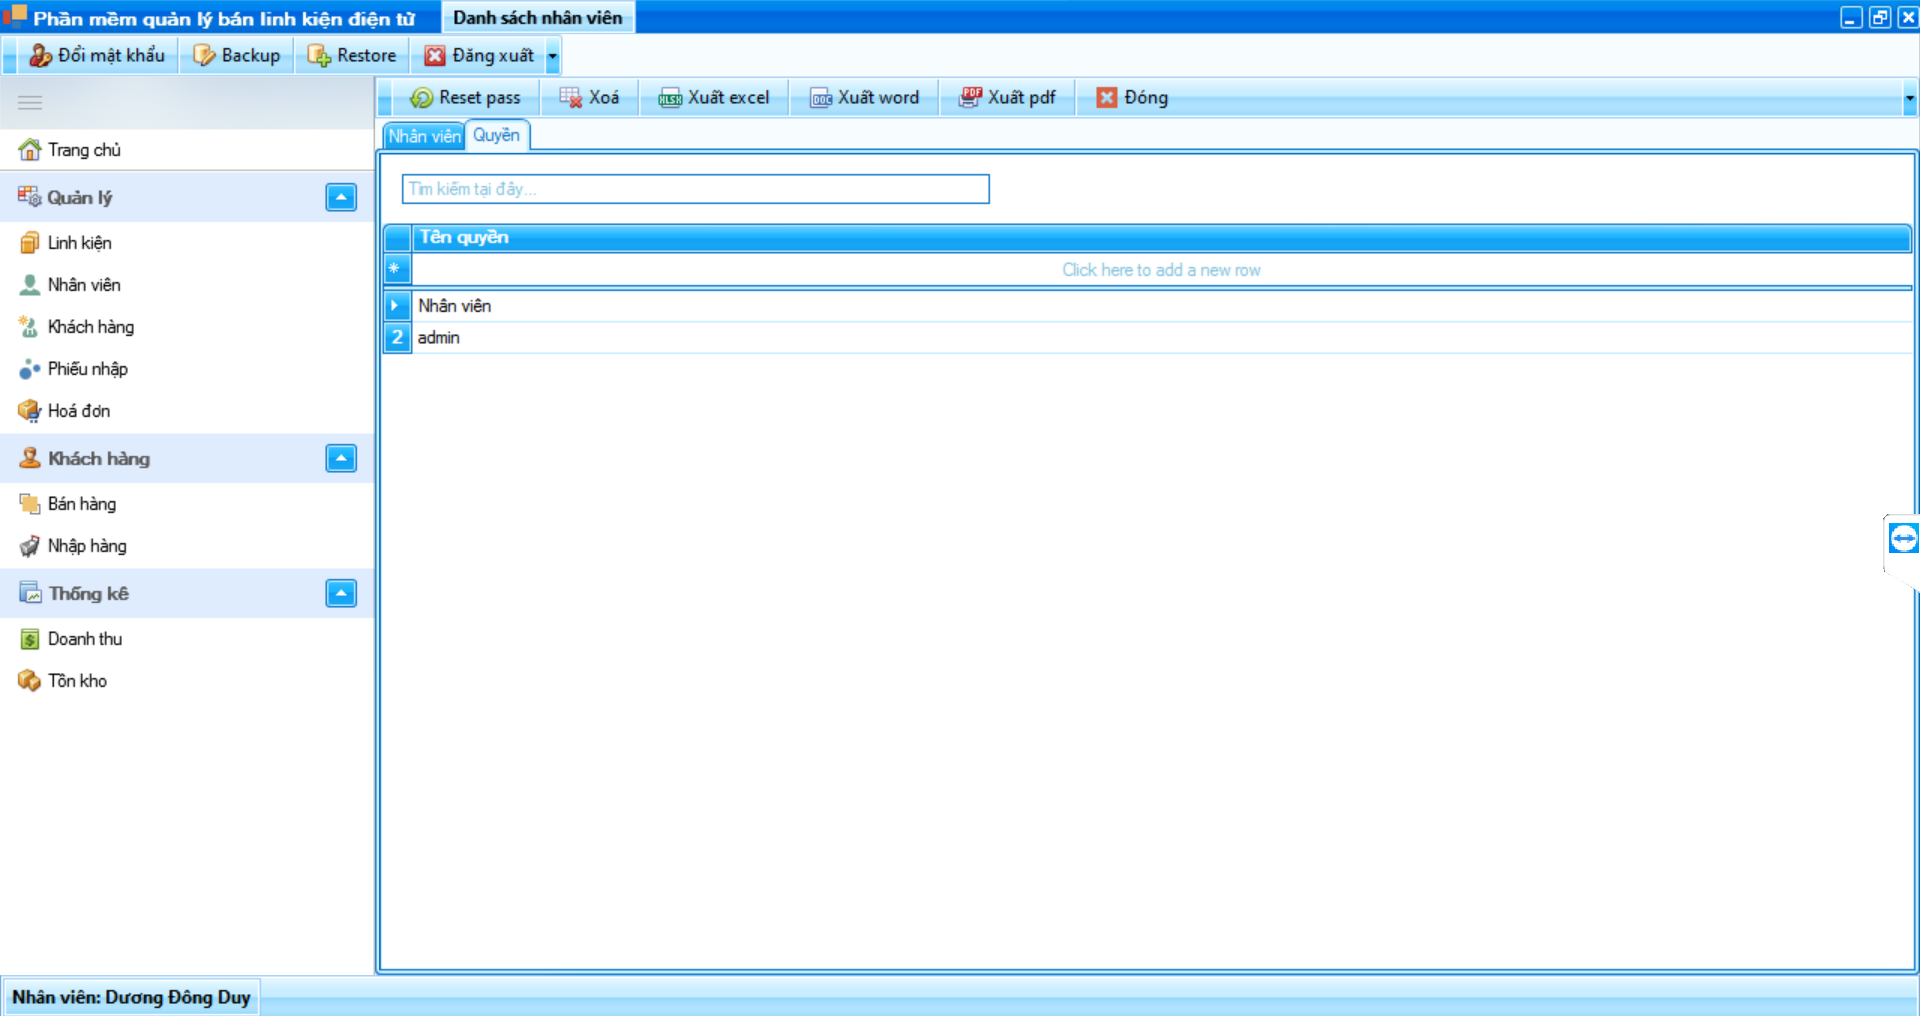 Phần mềm quản lý bán linh kiện điện tử
Danh sách nhân viên
Đổi mật khẩu
Backup
Restore
Đăng xuất
Reset pass
Xoá
XLSX
Xuất excel
DOC
Xuất word
PDF
Xuất pdf
Đóng
Trang chủ
Quản lý
Linh kiện
Nhân viên
Khách hàng
Phiếu nhập
Hoá đơn
Khách hàng
Bán hàng
Nhập hàng
Thống kê
Doanh thu
Tồn kho
Nhân viên
Quyền
Tìm kiếm tại đây...
Tên quyền
Click here to add a new row
Nhân viên
2 admin
Nhân viên: Dương Đông Duy